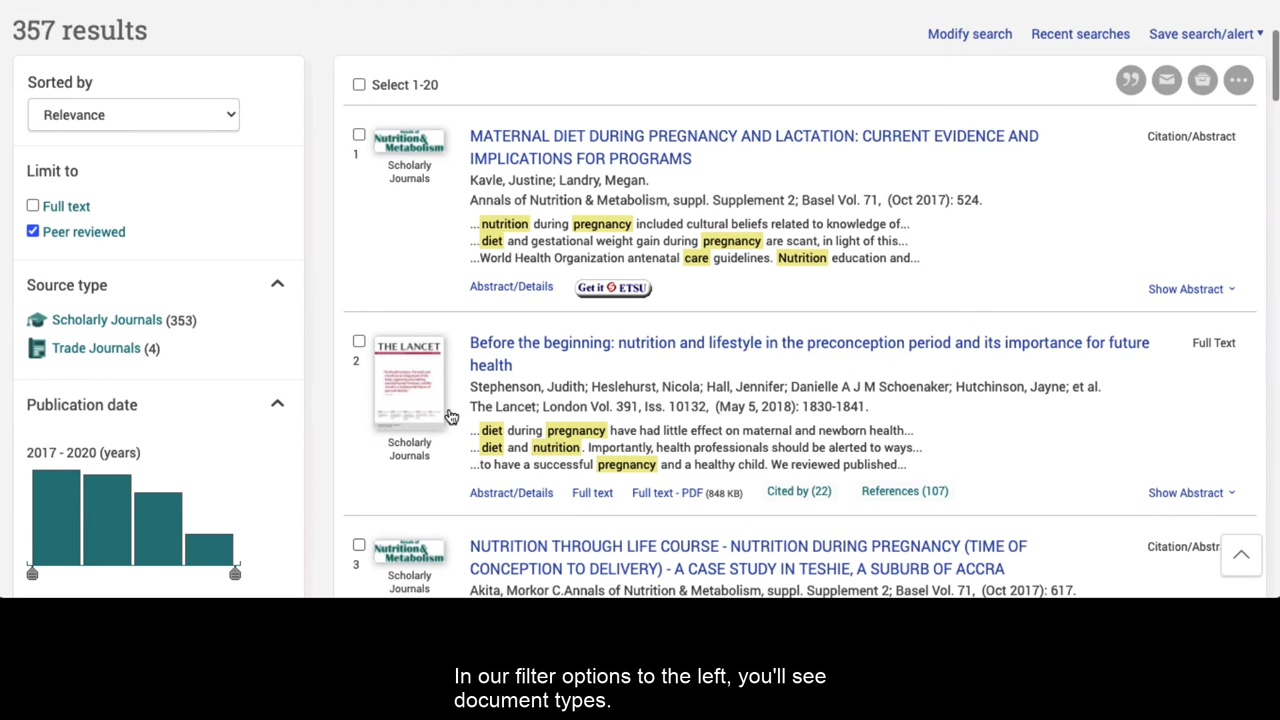 357 results
Modify search
Recent searches
Save search/alert
Sorted by
Relevance
Limit to
Full text
Peer reviewed
Source type
Scholarly Journals (353)
Trade Journals (4)
Publication date
2017 - 2020 (years)
Select 1-20
1
Nutrition&
Metabolism
Scholarly
Journals
MATERNAL DIET DURING PREGNANCY AND LACTATION: CURRENT EVIDENCE AND
IMPLICATIONS FOR PROGRAMS
Citation/Abstract
Kavle, Justine; Landry, Megan.
Annals of Nutrition & Metabolism, suppl. Supplement 2; Basel Vol. 71, (Oct 2017): 524.
...nutrition during pregnancy included cultural beliefs related to knowledge of...
...diet and gestational weight gain during pregnancy are scant, in light of this...
...World Health Organization antenatal care guidelines. Nutrition education and...
Abstract/Details
Get it ETSU
Show Abstract
2
THE LANCET
Scholarly
Journals
Before the beginning: nutrition and lifestyle in the preconception period and its importance for future
health
Full Text
Stephenson, Judith; Heslehurst, Nicola; Hall, Jennifer; Danielle A J M Schoenaker; Hutchinson, Jayne; et al.
The Lancet; London Vol. 391, Iss. 10132, (May 5, 2018): 1830-1841.
...diet during pregnancy have had little effect on maternal and newborn health...
...diet and nutrition. Importantly, health professionals should be alerted to ways...
...to have a successful pregnancy and a healthy child. We reviewed published...
Abstract/Details
Full text
Full text - PDF (848 KB)
Cited by (22)
References (107)
Show Abstract
3
Nutrition&
Metabolism
Scholarly
Journals
NUTRITION THROUGH LIFE COURSE - NUTRITION DURING PREGNANCY (TIME OF
CONCEPTION TO DELIVERY) - A CASE STUDY IN TESHIE, A SUBURB OF ACCRA
Citation/Abstr
Akita, Morkor C.Annals of Nutrition & Metabolism, suppl. Supplement 2; Basel Vol. 71, (Oct 2017): 617.
In our filter options to the left, you'll see
document types.